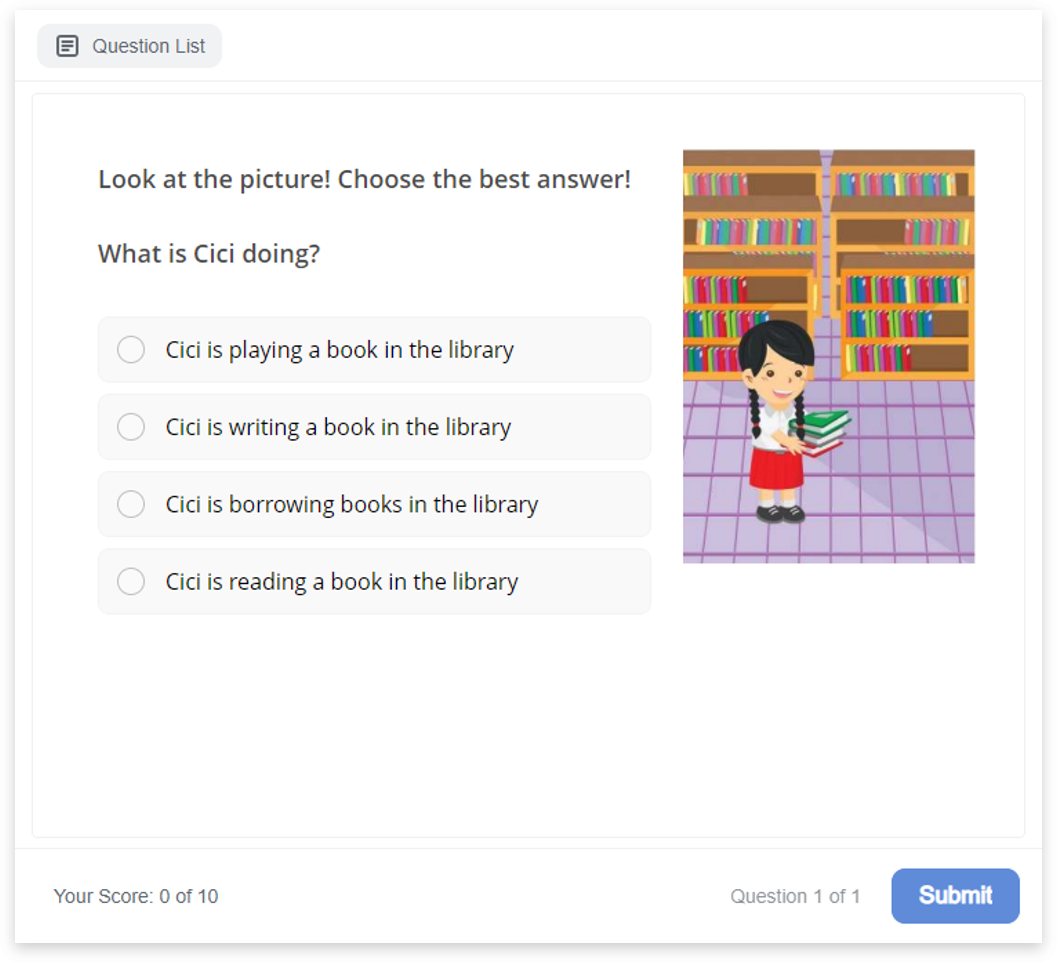 Question List
Look at the picture! Choose the best answer!
What is Cici doing?
Cici is playing a book in the library
Cici is writing a book in the library
Cici is borrowing books in the library
Cici is reading a book in the library
Your Score: 0 of 10
Question 1 of 1
Submit